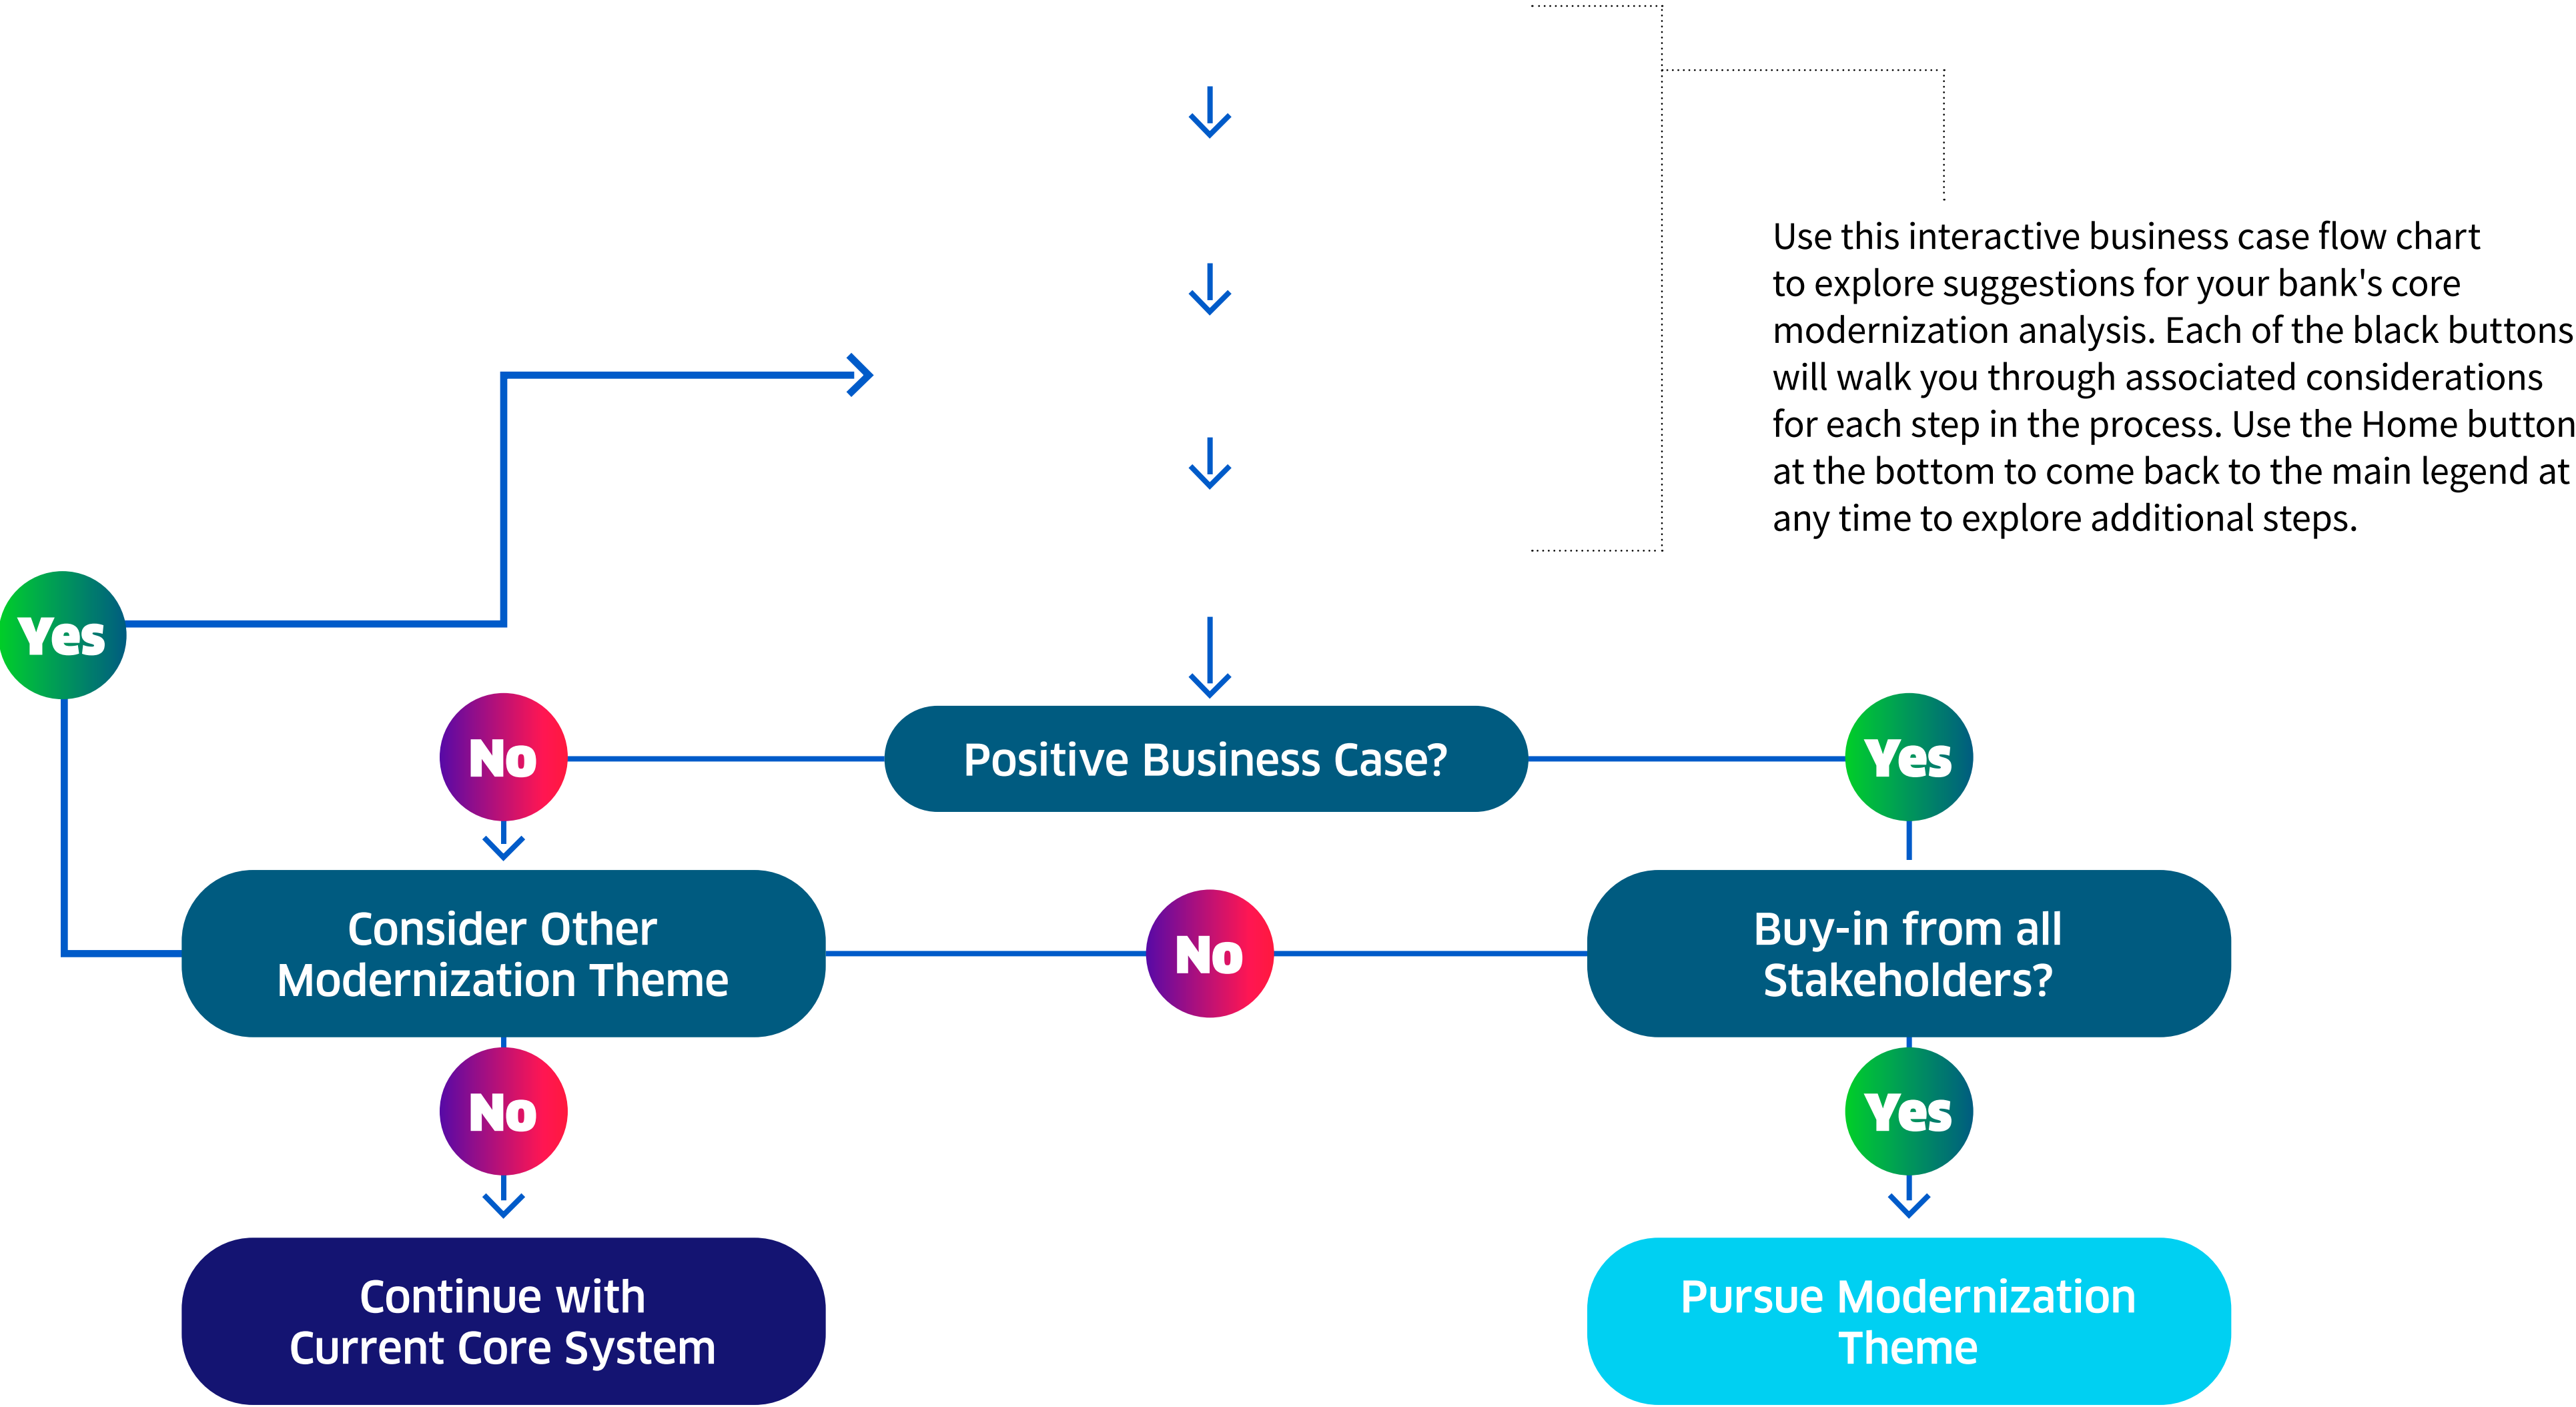 Use this interactive business case flow chart
to explore suggestions for your bank's core
modernization analysis. Each of the black buttons
will walk you through associated considerations
for each step in the process. Use the Home button
at the bottom to come back to the main legend at
any time to explore additional steps.
Yes
No
Positive Business Case?
Yes
Consider Other
Modernization Theme
No
Buy-in from all
Stakeholders?
No
Yes
Continue with
Current Core System
Pursue Modernization
Theme